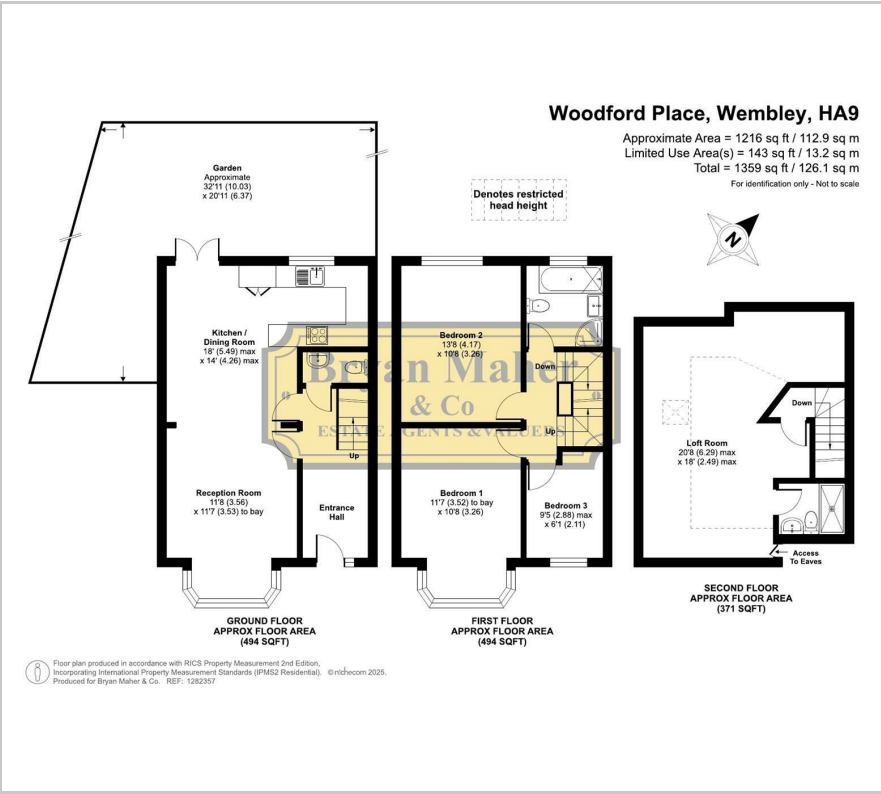 Woodford Place, Wembley, HA9
Approximate Area = 1216 sq ft / 112.9 sq m
Limited Use Area(s) = 143 sq ft / 13.2 sq m
Total = 1359 sq ft / 126.1 sq m
For identification only - Not to scale
Denotes restricted
head height
N
Garden
Approximate
32'11 (10.03)
x 20'11 (6.37)
Kitchen /
Dining Room
18' (5.49) max
x 14' (4.26) max
Up
Reception Room
11'8 (3.56)
x 11'7 (3.53) to bay
Entrance
Hall
GROUND FLOOR
APPROX FLOOR AREA
(494 SQFT)
Bedroom 2
13'8 (4.17)
x 10'8 (3.26)
Down
Up
Bedroom 1
11'7 (3.52) to bay
x 10'8 (3.26)
Bedroom 3
9'5 (2.88) max
x 6'1 (2.11)
FIRST FLOOR
APPROX FLOOR AREA
(494 SQFT)
Down
Loft Room
20'8 (6.29) max
x 18' (2.49) max
Access
To Eaves
SECOND FLOOR
APPROX FLOOR AREA
(371 SQFT)
Bryan Maher
& Co
ESTATE AGENTS & VALUERS
Floor plan produced in accordance with RICS Property Measurement 2nd Edition,
Incorporating International Property Measurement Standards (IPMS2 Residential). © nichecom 2025.
Produced for Bryan Maher & Co. REF: 1282357